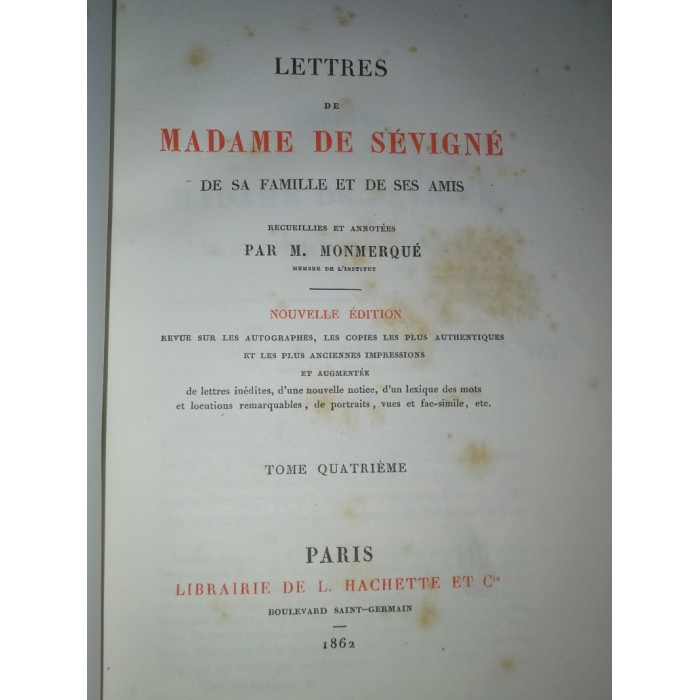 LETTRES
DE
MADAME DE SÉVIGNÉ
DE SA FAMILLE ET DE SES AMIS
RECUEILLIES ET ANNOTÉES
PAR M. MONMERQUÉ
MEMBRE DE L'INSTITUT
NOUVELLE ÉDITION
REVUE SUR LES AUTOGRAPHES, LES COPIES LES PLUS AUTHENTIQUES
ET LES PLUS ANCIENNES IMPRESSIONS
ET AUGMENTÉE
de lettres inédites, d'une nouvelle notice, d'un lexique des mots
et locutions remarquables, de portraits, vues et fac-simile, etc.
TOME QUATRIÈME
PARIS
LIBRAIRIE DE L. HACHETTE ET Cie
BOULEVARD SAINT-GERMAIN
1862